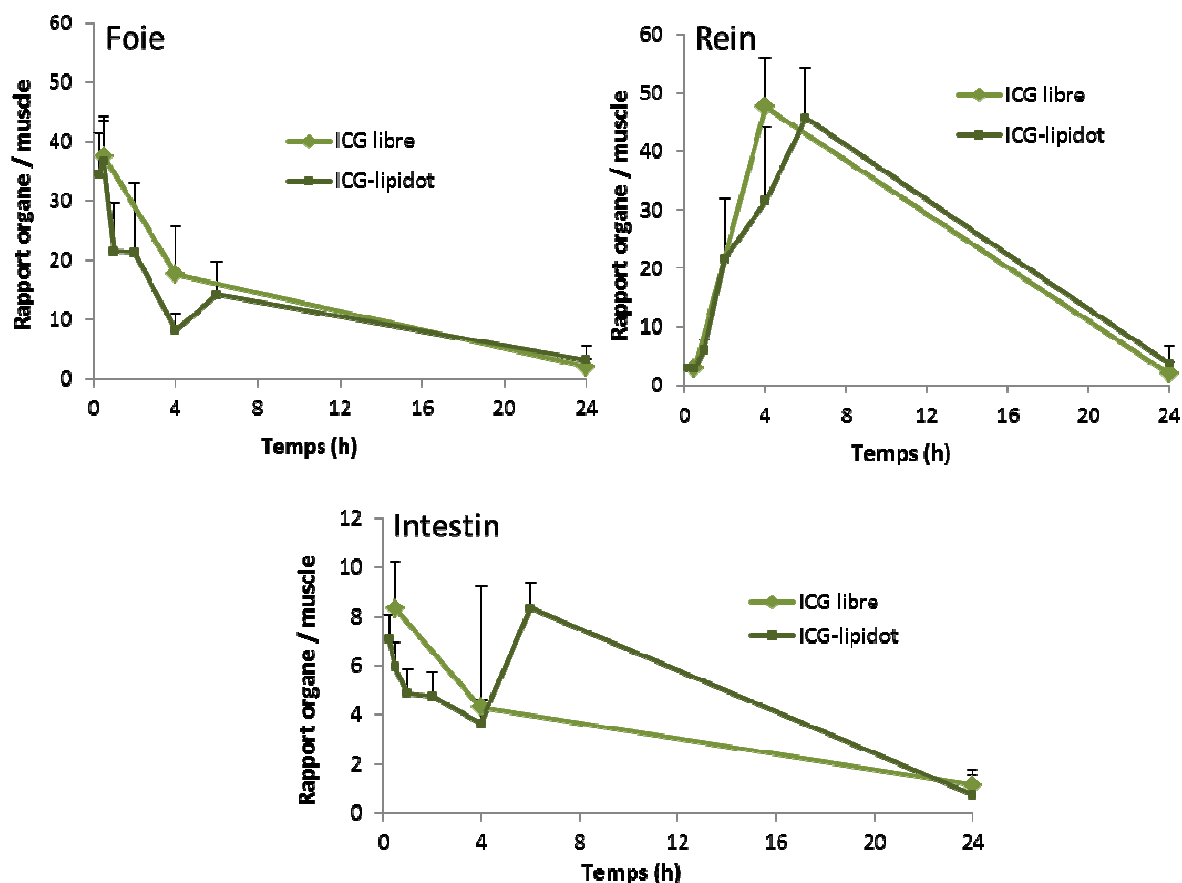 Foie
Rapport organe / muscle
60
50
40
30
20
10
0
ICG libre
ICG-lipidot
0 4 8 12 16 20 24
Temps (h)
Rein
Rapport organe / muscle
60
50
40
30
20
10
0
ICG libre
ICG-lipidot
0 4 8 12 16 20 24
Temps (h)
Intestin
Rapport organe / muscle
12
10
8
6
4
2
0
ICG libre
ICG-lipidot
0 4 8 12 16 20 24
Temps (h)